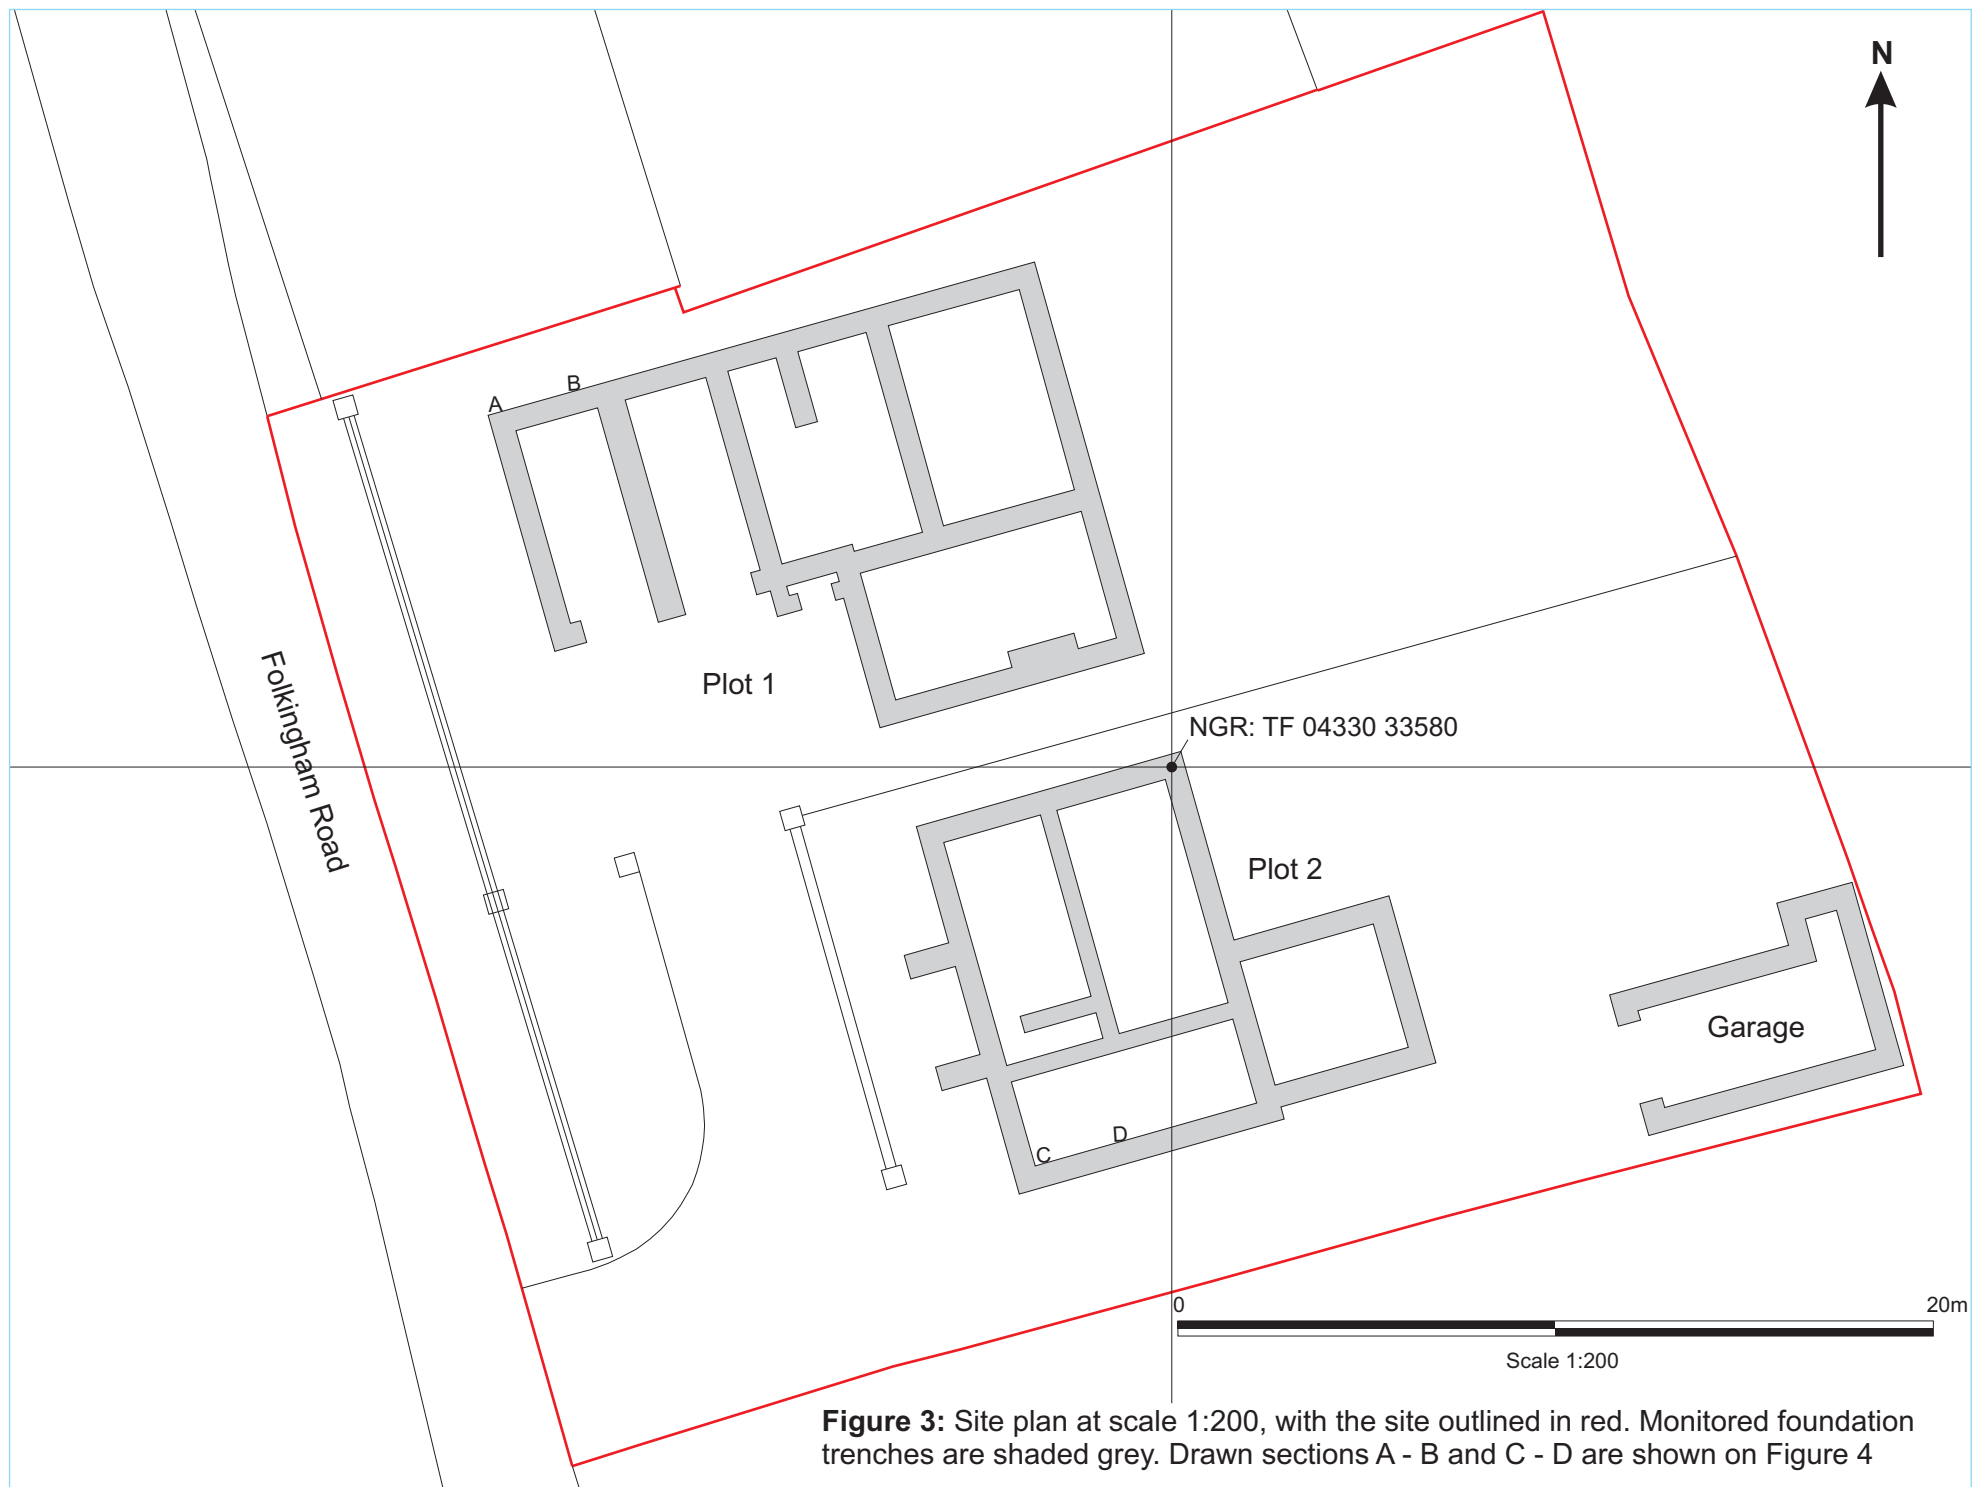 N
B
A
Plot 1
Folkingham Road
NGR: TF 04330 33580
Plot 2
Garage
D
C
0 20m
Scale 1:200
Figure 3: Site plan at scale 1:200, with the site outlined in red. Monitored foundation
trenches are shaded grey. Drawn sections A - B and C - D are shown on Figure 4